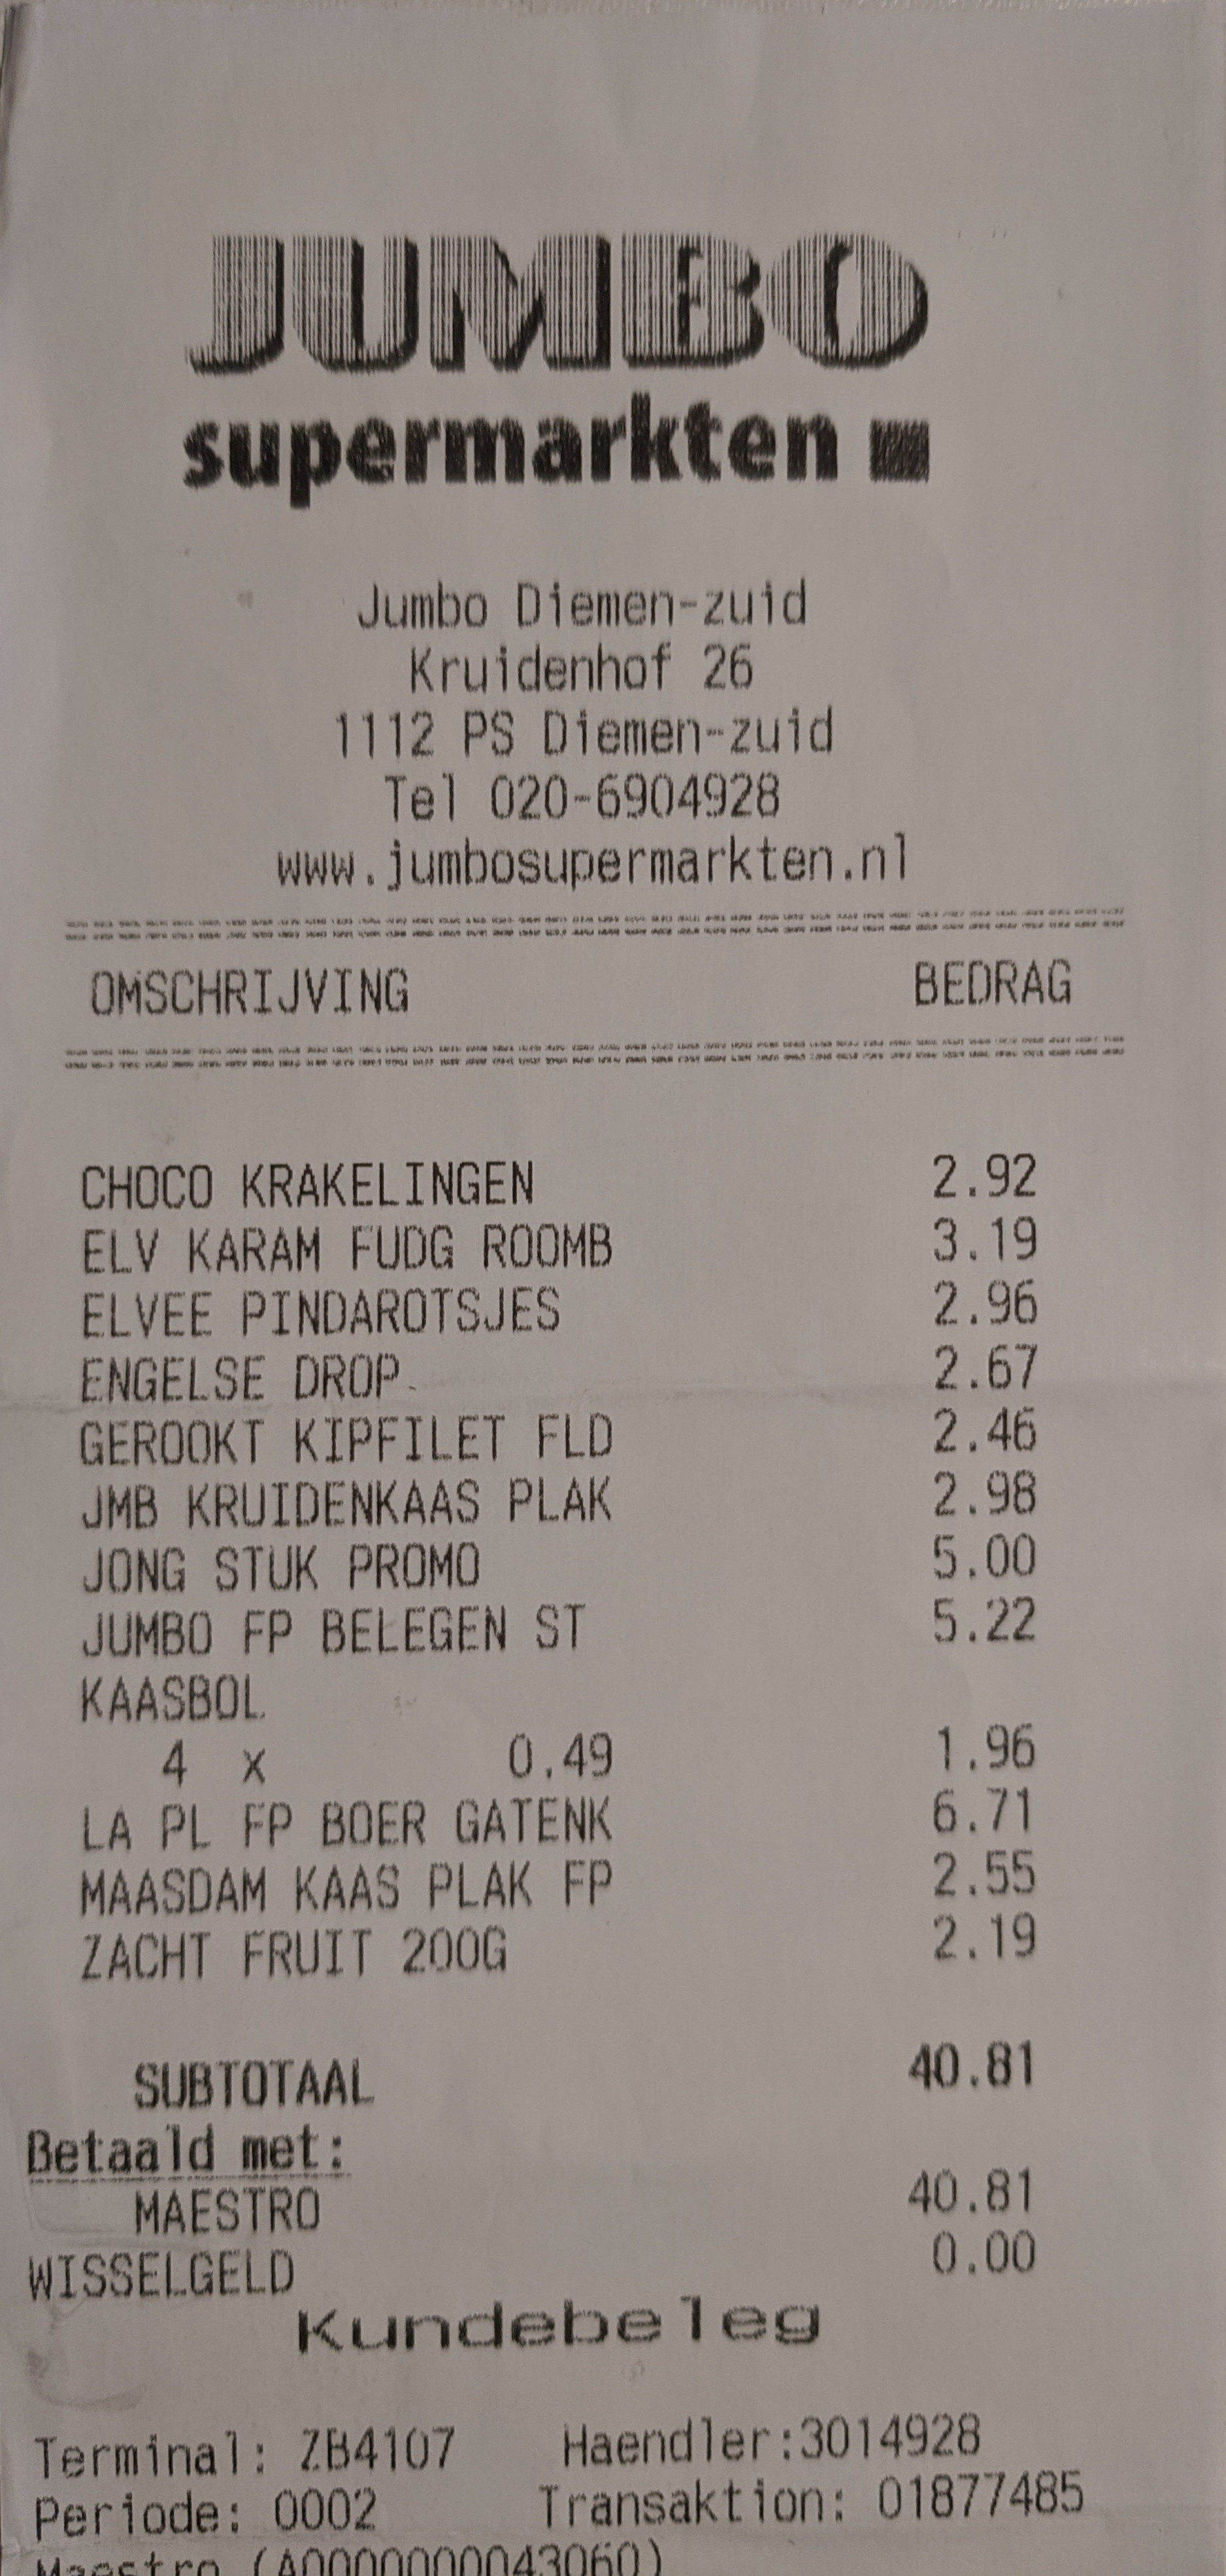 JUMBO
supermarkten
Jumbo Diemen-zuid
Kruidenhof 26
1112 PS Diemen-zuid
Tel 020-6904928
www.jumbosupermarkten.nl
OMSCHRIJVING BEDRAG
CHOCO KRAKELINGEN 2.92
ELV KARAM FUDG ROOMB 3.19
ELVEE PINDAROTSJES 2.96
ENGELSE DROP 2.67
GEROOKT KIPFILET FLD 2.46
JMB KRUIDENKAAS PLAK 2.98
JONG STUK PROMO 5.00
JUMBO FP BELEGEN ST 5.22
KAASBOL
4 x 0.49 1.96
LA PL FP BOER GATENK 6.71
MAASDAM KAAS PLAK FP 2.55
ZACHT FRUIT 200G 2.19
SUBTOTAAL 40.81
Betaald met:
MAESTRO 40.81
WISSELGELD 0.00
Kundebeleg
Terminal: ZB4107 Haendler:3014928
Periode: 0002 Transaktion: 01877485
Maestro (A0000000043060)